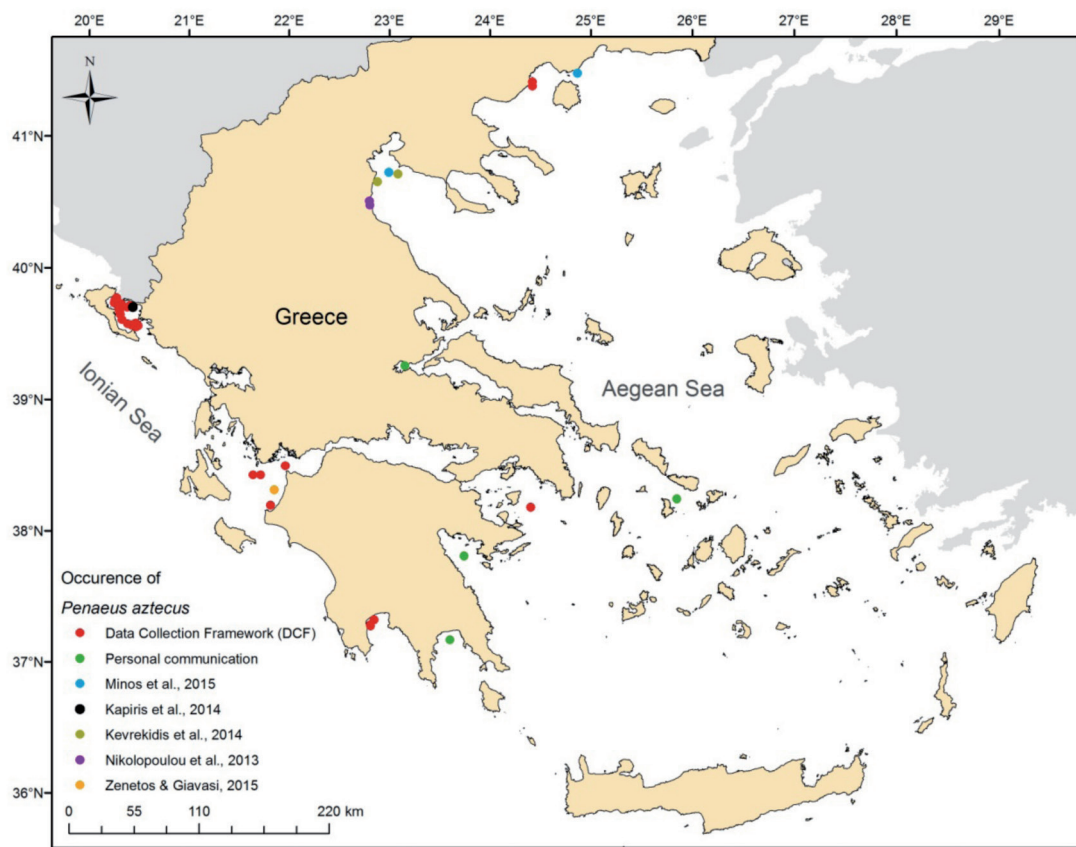 20°E 21°E 22°E 23°E 24°E 25°E 26°E 27°E 28°E 29°E
N
41°N
40°N
39°N
38°N
37°N
36°N
Greece
Ionian Sea
Aegean Sea
Occurence of
Penaeus aztecus
Data Collection Framework (DCF)
Personal communication
Minos et al., 2015
Kapiris et al., 2014
Kevrekidis et al., 2014
Nikolopoulou et al., 2013
Zenetos & Giavasi, 2015
0 55 110 220 km